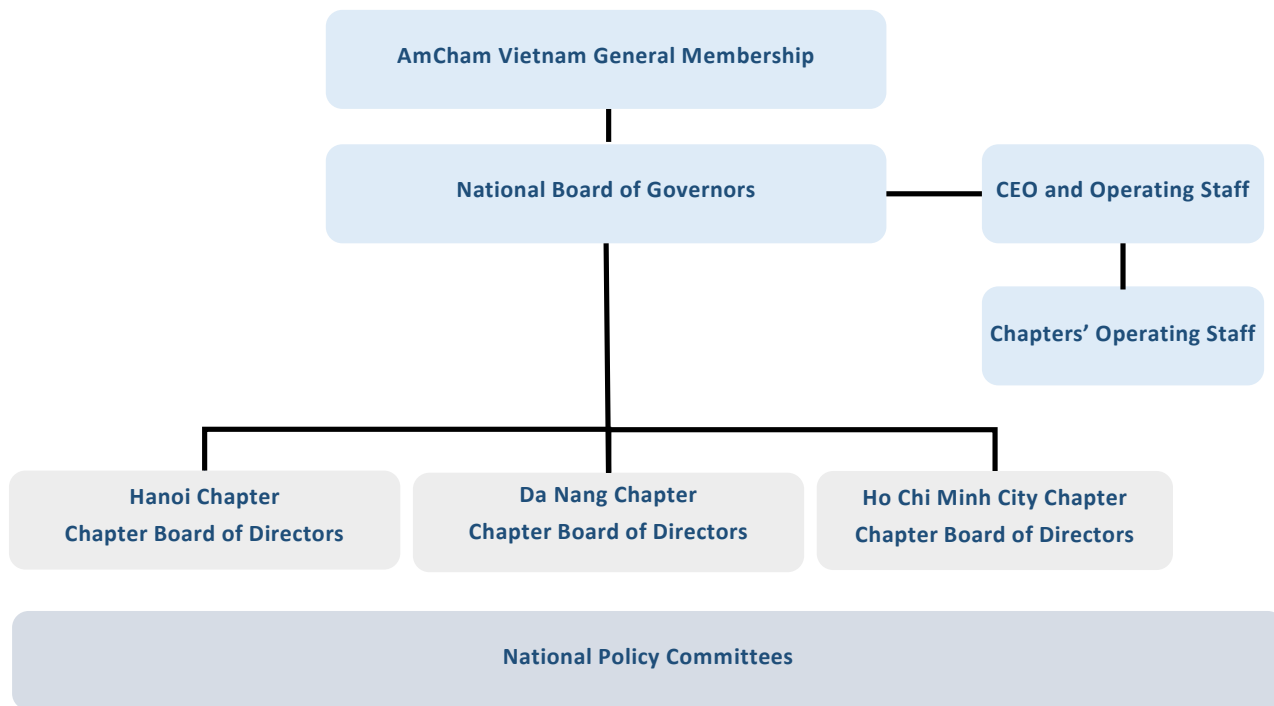 AmCham Vietnam General Membership
National Board of Governors
CEO and Operating Staff
Chapters’ Operating Staff
Hanoi Chapter
Chapter Board of Directors
Da Nang Chapter
Chapter Board of Directors
Ho Chi Minh City Chapter
Chapter Board of Directors
National Policy Committees